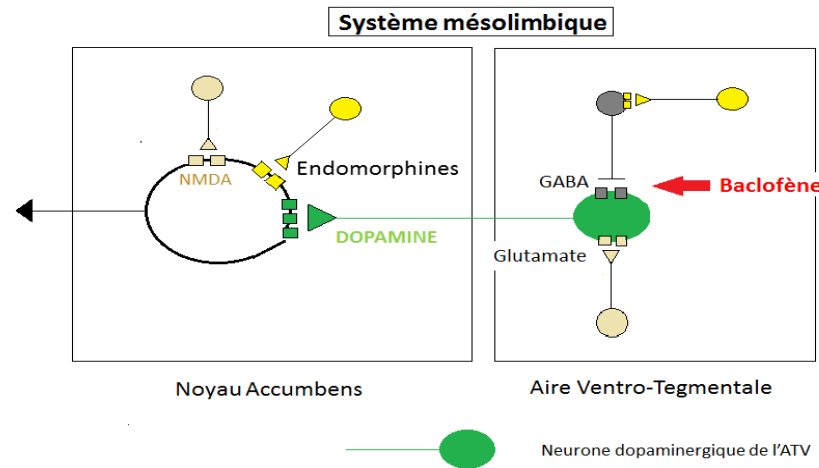 Système mésolimbique
NMDA
Endomorphines
DOPAMINE
GABA
Baclofène
Glutamate
Noyau Accumbens
Aire Ventro-Tegmentale
Neurone dopaminergique de l'ATV